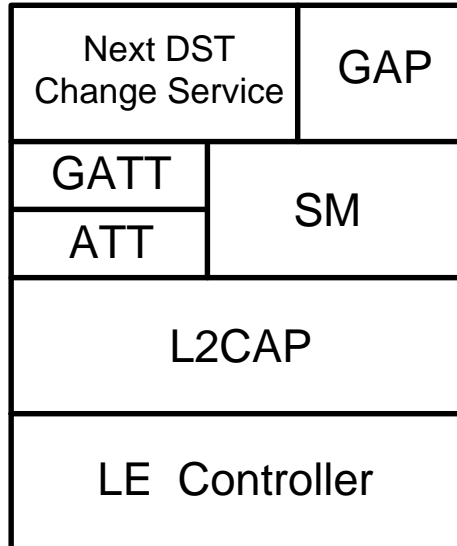 Next DST
Change Service
GAP
GATT
SM
ATT
L2CAP
LE Controller